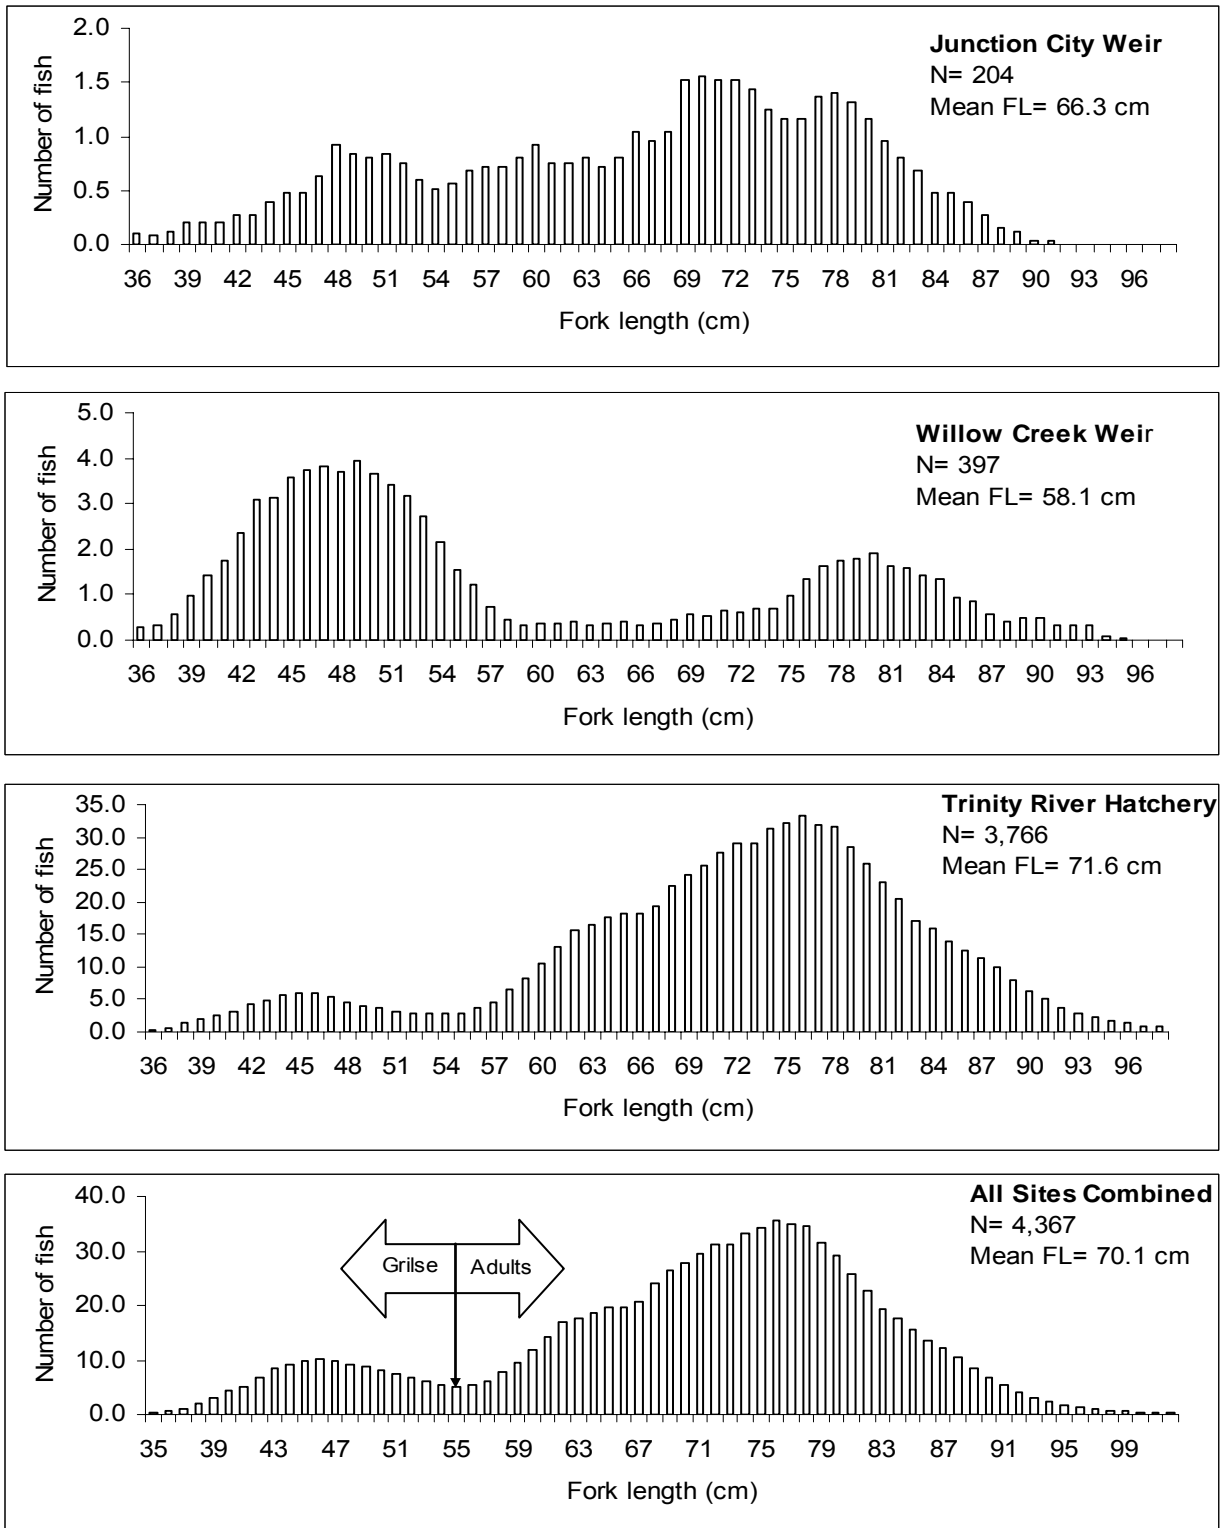 Junction City Weir
N= 204
Mean FL= 66.3 cm
Number of fish
2.0
1.5
1.0
0.5
0.0
36 39 42 45 48 51 54 57 60 63 66 69 72 75 78 81 84 87 90 93 96
Fork length (cm)
Willow Creek Weir
N= 397
Mean FL= 58.1 cm
Number of fish
5.0
4.0
3.0
2.0
1.0
0.0
36 39 42 45 48 51 54 57 60 63 66 69 72 75 78 81 84 87 90 93 96
Fork length (cm)
Trinity River Hatchery
N= 3,766
Mean FL= 71.6 cm
Number of fish
35.0
30.0
25.0
20.0
15.0
10.0
5.0
0.0
36 39 42 45 48 51 54 57 60 63 66 69 72 75 78 81 84 87 90 93 96
Fork length (cm)
All Sites Combined
N= 4,367
Mean FL= 70.1 cm
Number of fish
40.0
30.0
20.0
10.0
0.0
Grilse Adults
35 39 43 47 51 55 59 63 67 71 75 79 83 87 91 95 99
Fork length (cm)